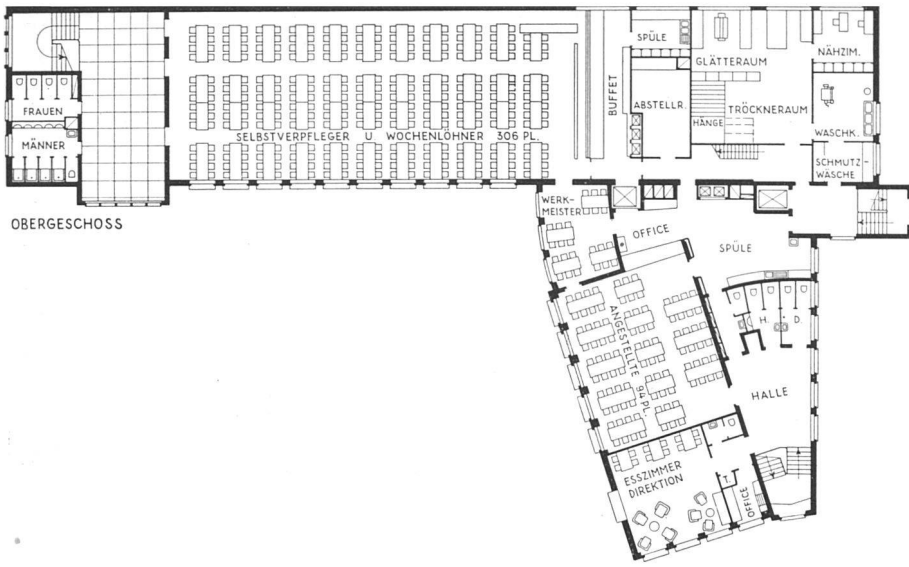 SPÜLE
GLÄTTERAUM
NÄHZIM.
BUFFET
ABSTELLR.
TRÖCKNERAUM
HÄNGE
WASCHK.
SCHMUTZ-
WÄSCHE
FRAUEN
MÄNNER
SELBSTVERPFLEGER U. WOCHENLÖHNER 306 PL.
OBERGESCHOSS
WERK-
MEISTER
OFFICE
SPÜLE
H.
D.
ANGESTELLTE 94 PL.
HALLE
ESSZIMMER
DIREKTION
T.
OFFICE